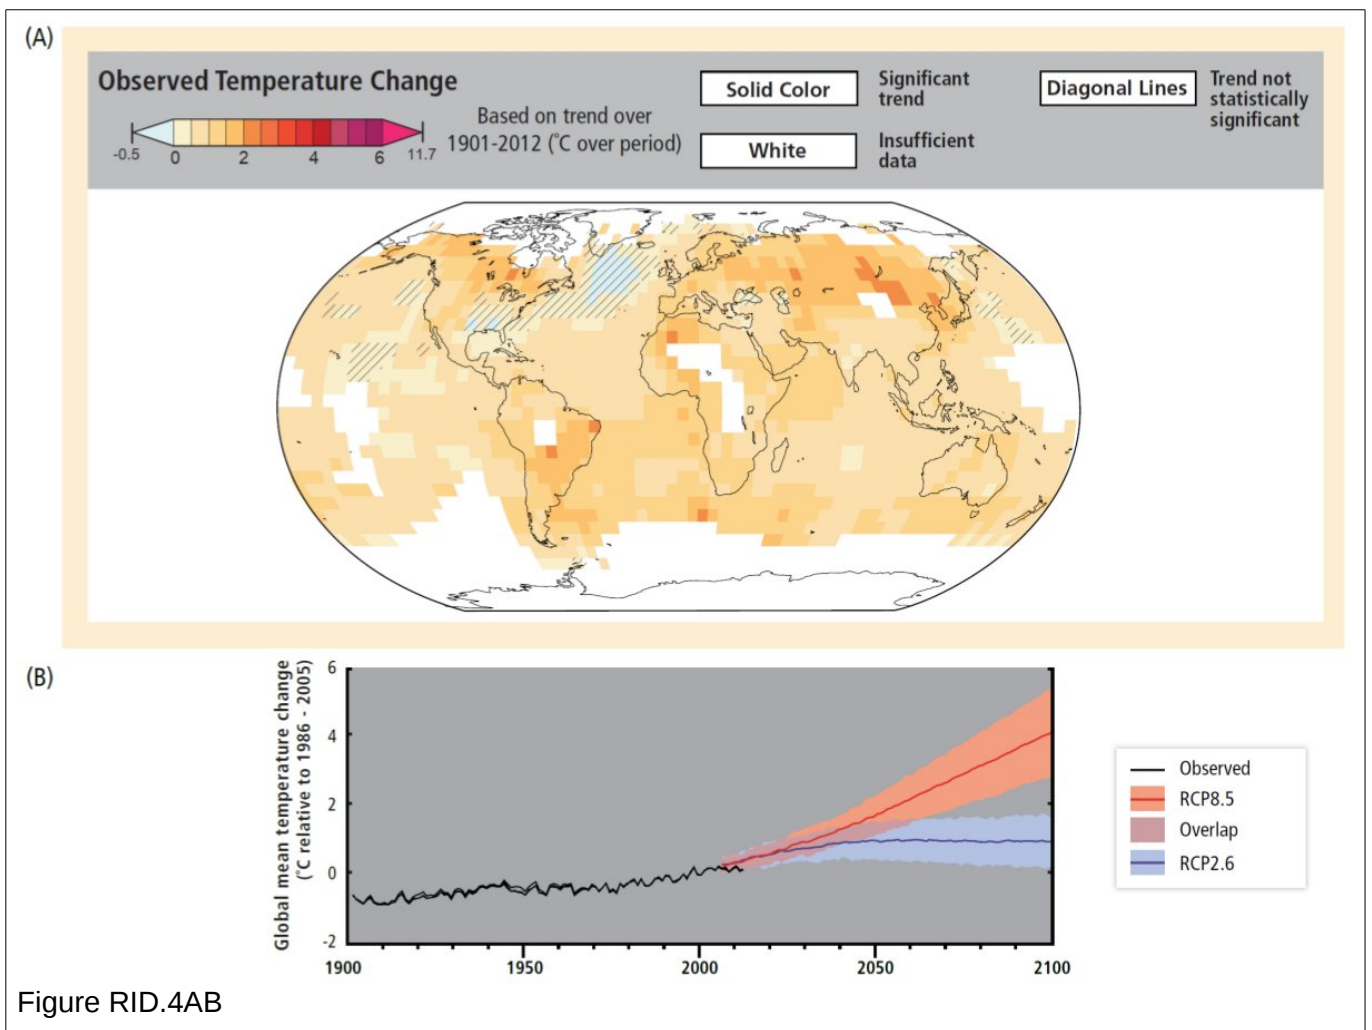 (A)
Observed Temperature Change
-0.5
0
2
4
6
11.7
Based on trend over
1901-2012 (°C over period)
Solid Color
Significant
trend
White
Insufficient
data
Diagonal Lines
Trend not
statistically
significant
(B)
Global mean temperature change
(°C relative to 1986 - 2005)
6
4
2
0
-2
1900
1950
2000
2050
2100
Observed
RCP8.5
Overlap
RCP2.6
Figure RID.4AB